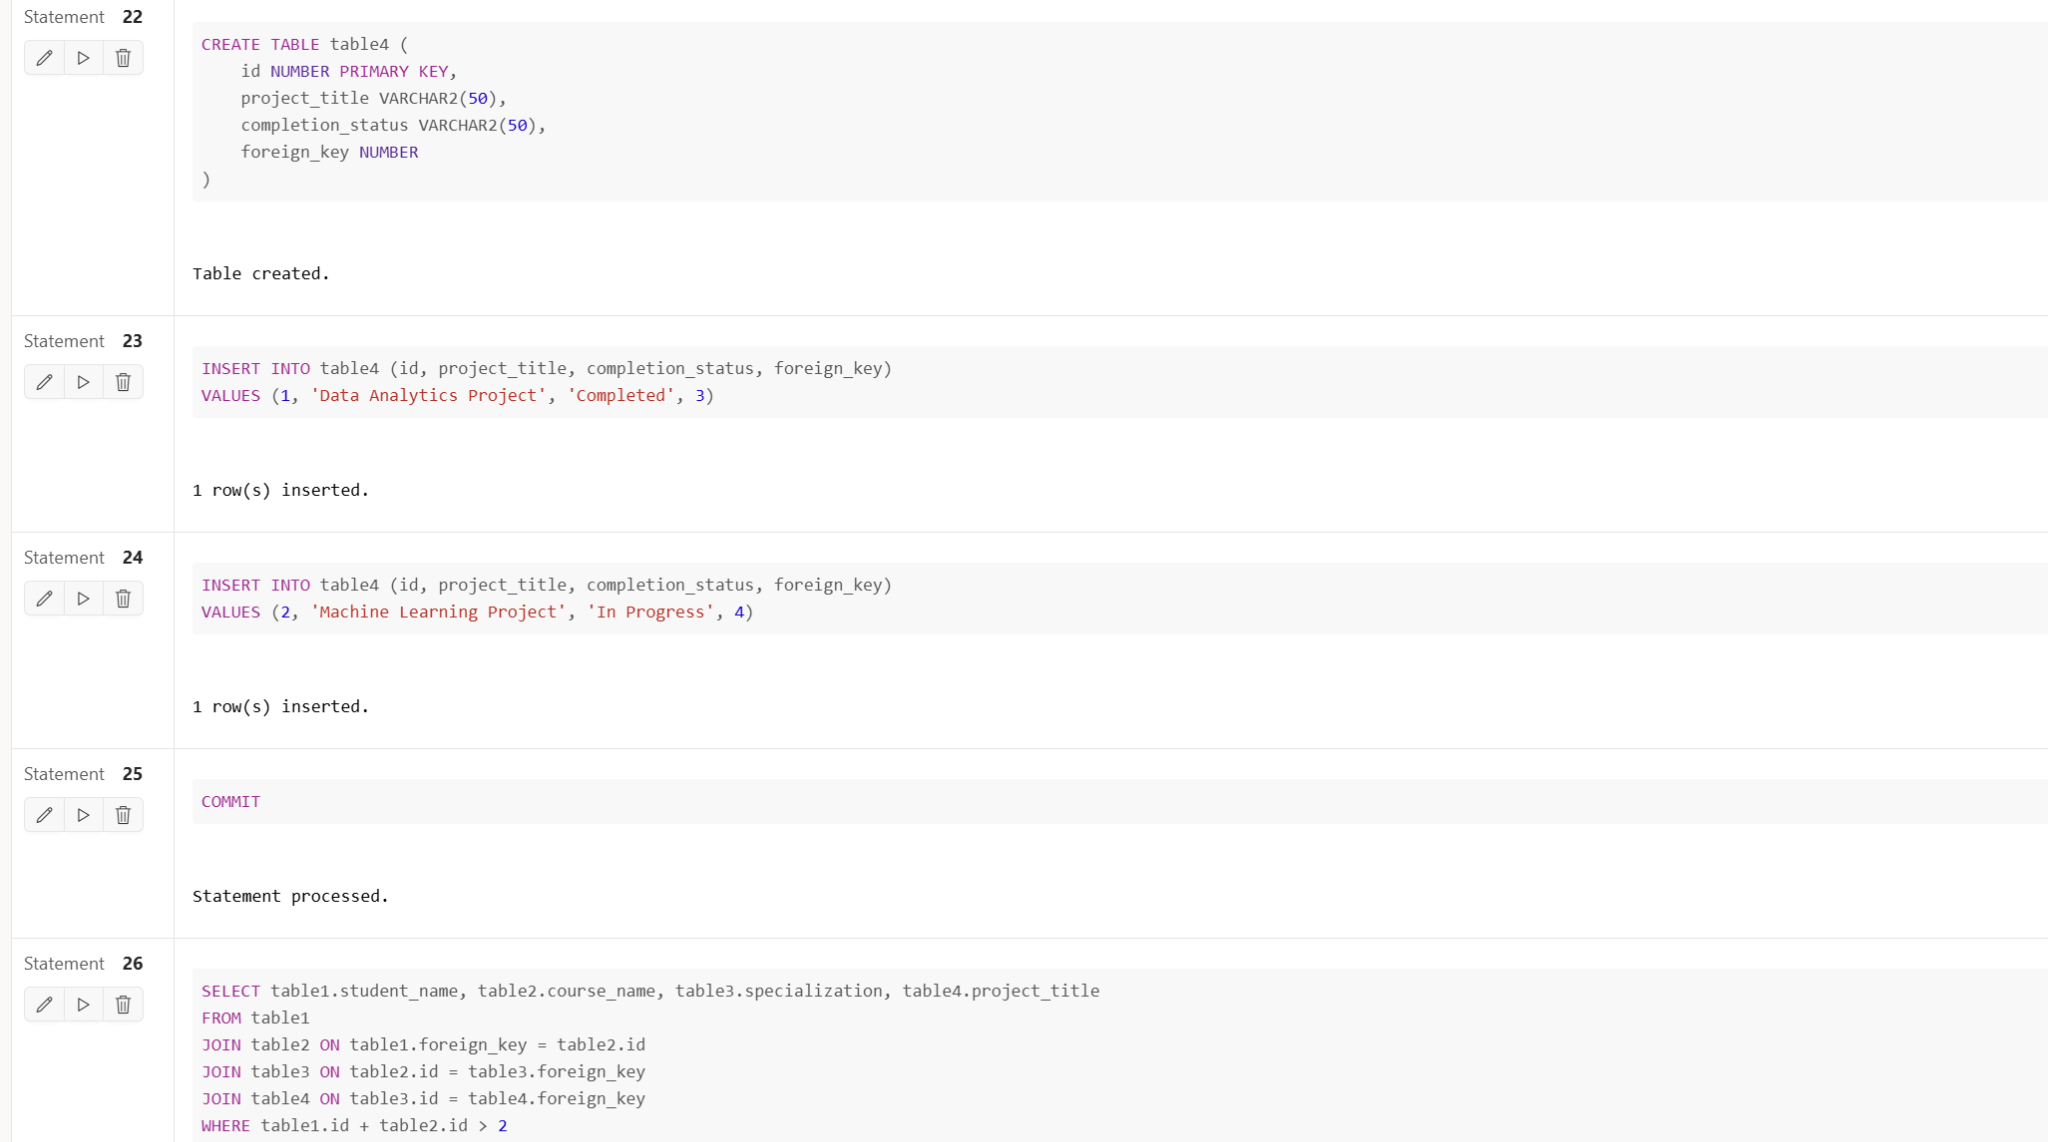 Statement 22
CREATE TABLE table4 (
    id NUMBER PRIMARY KEY,
    project_title VARCHAR2(50),
    completion_status VARCHAR2(50),
    foreign_key NUMBER
)
Table created.
Statement 23
INSERT INTO table4 (id, project_title, completion_status, foreign_key)
VALUES (1, 'Data Analytics Project', 'Completed', 3)
1 row(s) inserted.
Statement 24
INSERT INTO table4 (id, project_title, completion_status, foreign_key)
VALUES (2, 'Machine Learning Project', 'In Progress', 4)
1 row(s) inserted.
Statement 25
COMMIT
Statement processed.
Statement 26
SELECT table1.student_name, table2.course_name, table3.specialization, table4.project_title
FROM table1
JOIN table2 ON table1.foreign_key = table2.id
JOIN table3 ON table2.id = table3.foreign_key
JOIN table4 ON table3.id = table4.foreign_key
WHERE table1.id + table2.id > 2